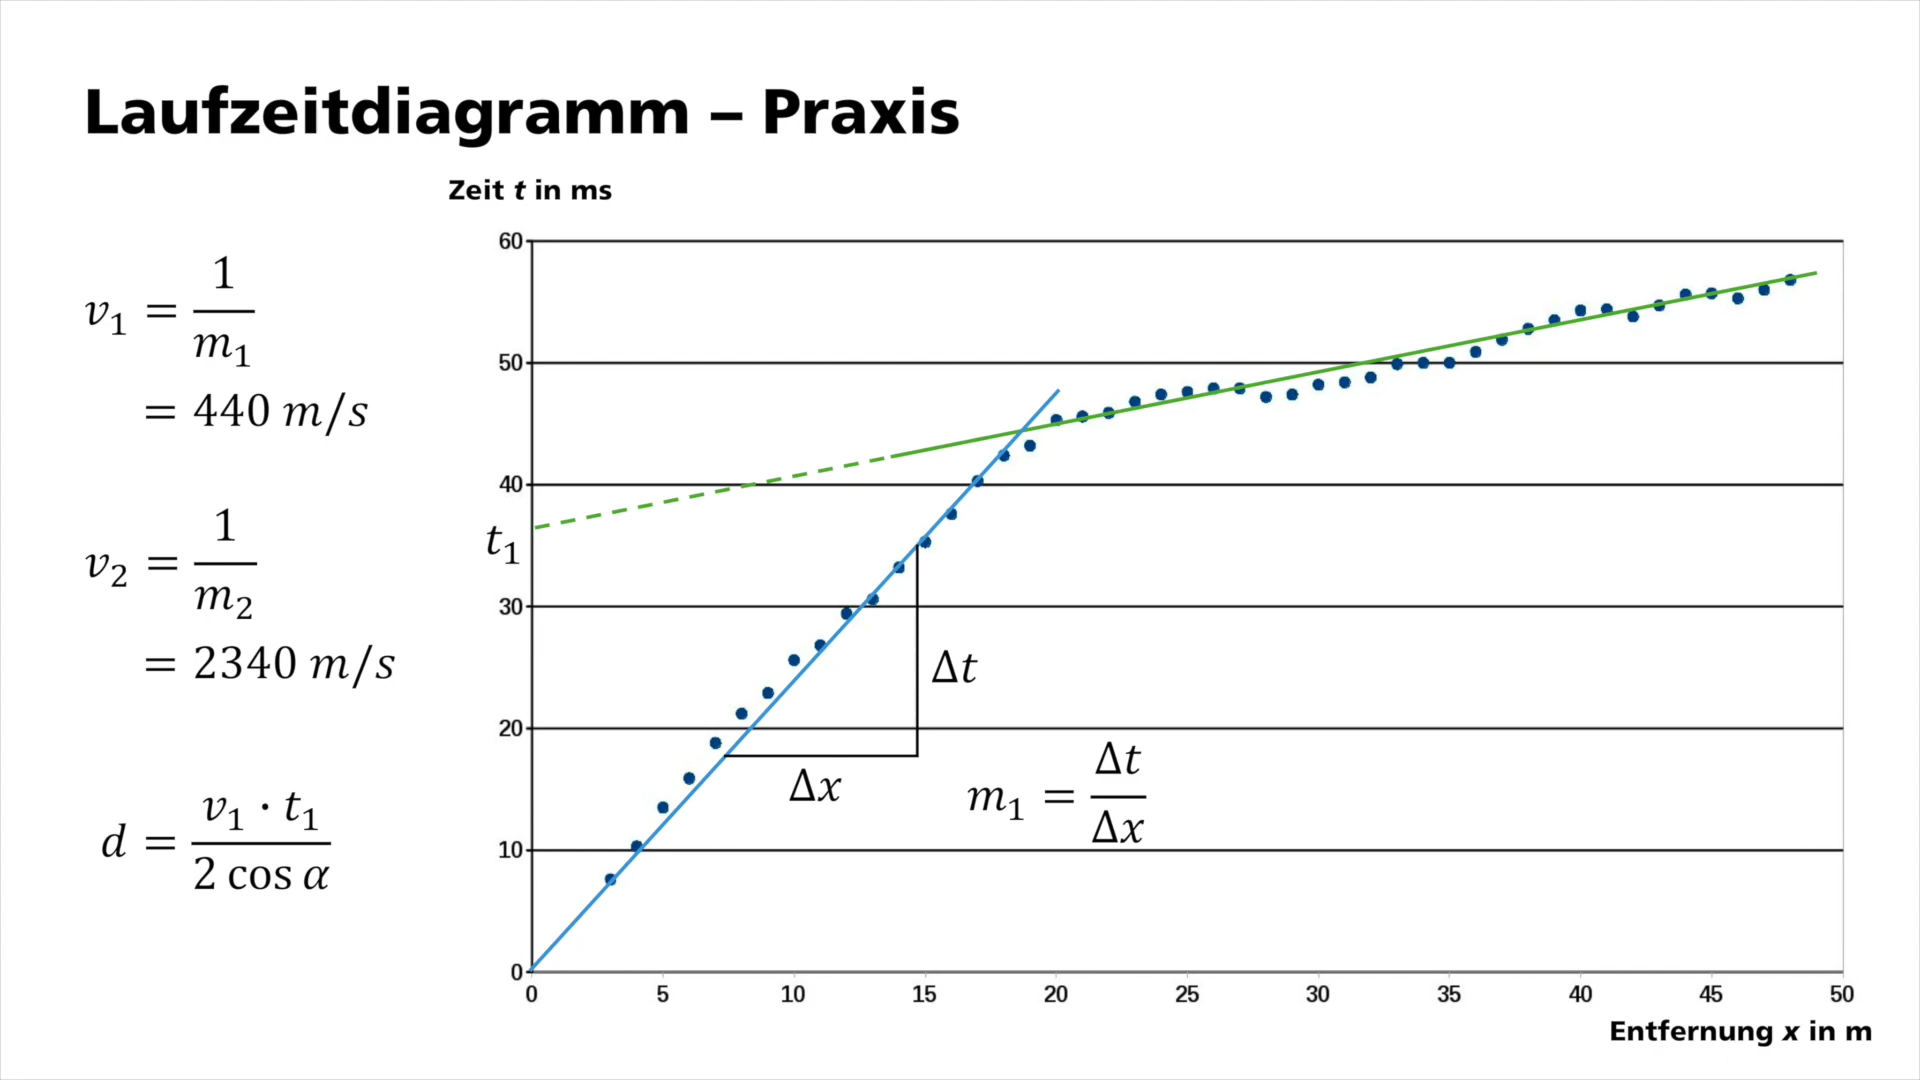 Laufzeitdiagramm – Praxis
Zeit t in ms
v₁ = 1/m₁
= 440 m/s
v₂ = 1/m₂
= 2340 m/s
d = (v₁ · t₁)/(2 cos α)
60
50
40
t₁
30
20
10
0
Δt
Δx
m₁ = Δt/Δx
0 5 10 15 20 25 30 35 40 45 50
Entfernung x in m